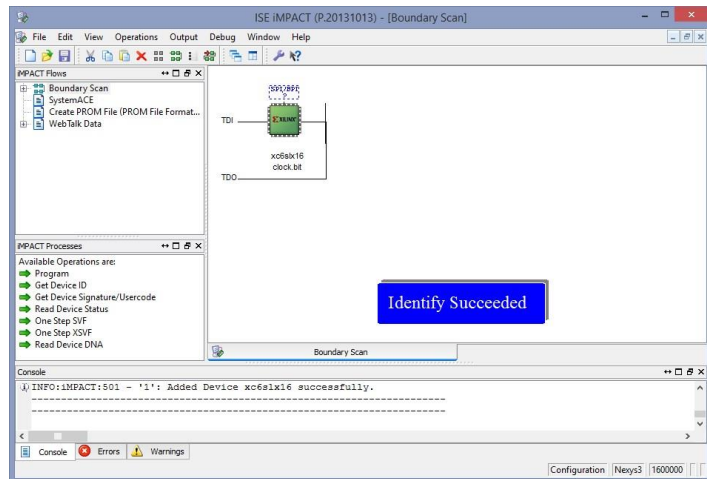 ISE iMPACT (P.20131013) - [Boundary Scan]
File Edit View Operations Output Debug Window Help
iMPACT Flows
Boundary Scan
SystemACE
Create PROM File (PROM File Format...
WebTalk Data
SPI/BPI
?
TDI
XILINX
xc6slx16
clock.bit
TDO
iMPACT Processes
Available Operations are:
Program
Get Device ID
Get Device Signature/Usercode
Read Device Status
One Step SVF
One Step XSVF
Read Device DNA
Identify Succeeded
Boundary Scan
Console
INFO:iMPACT:501 - '1': Added Device xc6slx16 successfully.
----------------------------------------------------------------------
----------------------------------------------------------------------
Console Errors Warnings
Configuration Nexys3 1600000